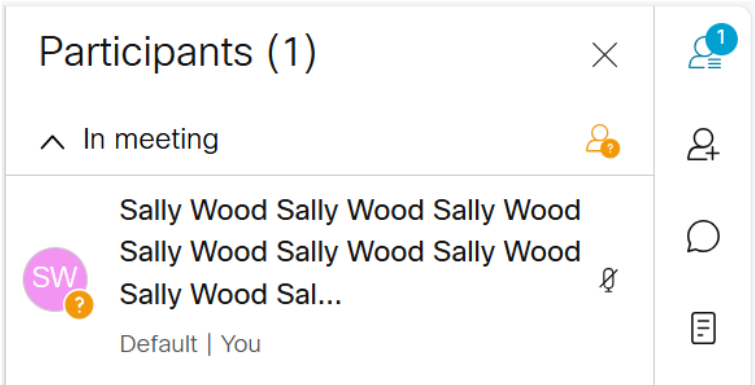 Participants (1)
1
In meeting
?
Sally Wood Sally Wood Sally Wood
Sally Wood Sally Wood Sally Wood
Sally Wood Sal...
SW
?
Default | You